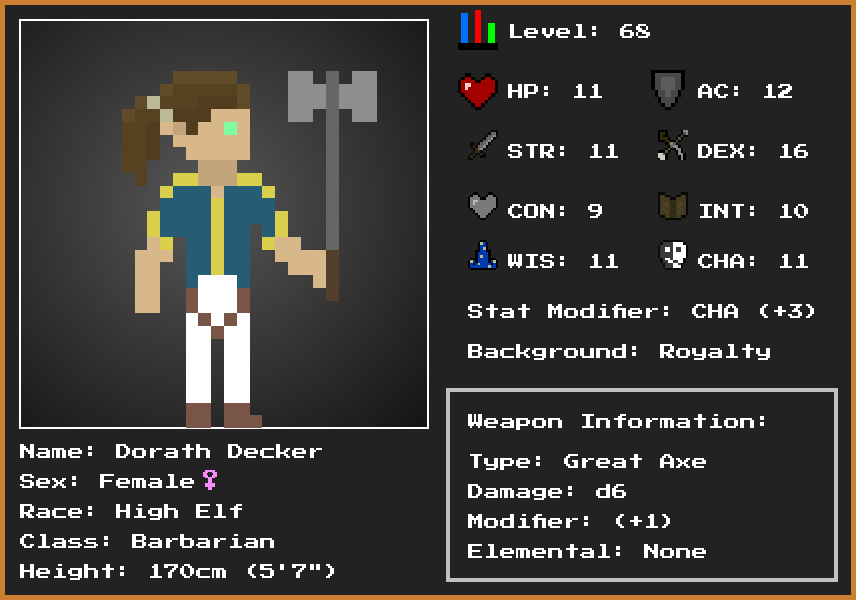 Level: 68
HP: 11
AC: 12
STR: 11
DEX: 16
CON: 9
INT: 10
WIS: 11
CHA: 11
Stat Modifier: CHA (+3)
Background: Royalty
Weapon Information:
Type: Great Axe
Damage: d6
Modifier: (+1)
Elemental: None
Name: Dorath Decker
Sex: Female♀
Race: High Elf
Class: Barbarian
Height: 170cm (5'7")